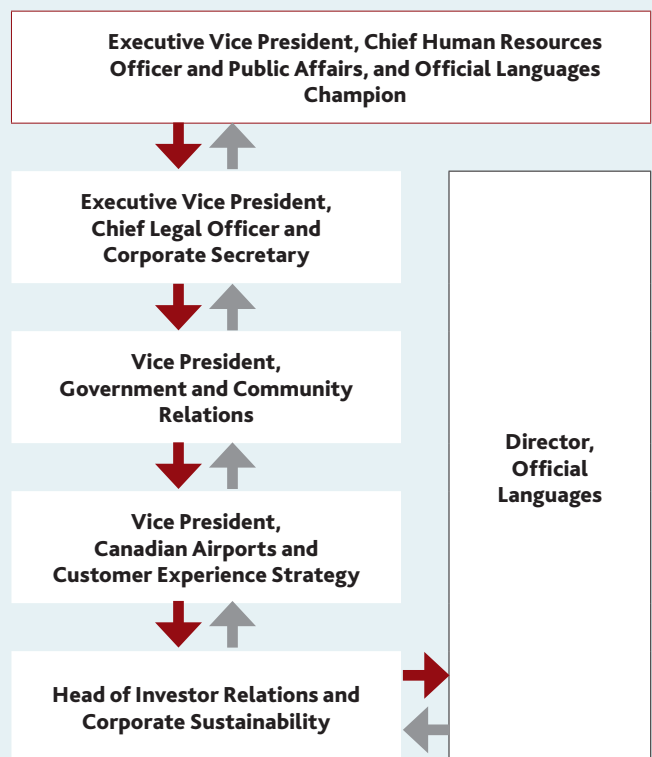 Executive Vice President, Chief Human Resources
Officer and Public Affairs, and Official Languages
Champion
Executive Vice President,
Chief Legal Officer and
Corporate Secretary
Vice President,
Government and Community
Relations
Vice President,
Canadian Airports and
Customer Experience Strategy
Head of Investor Relations and
Corporate Sustainability
Director,
Official
Languages